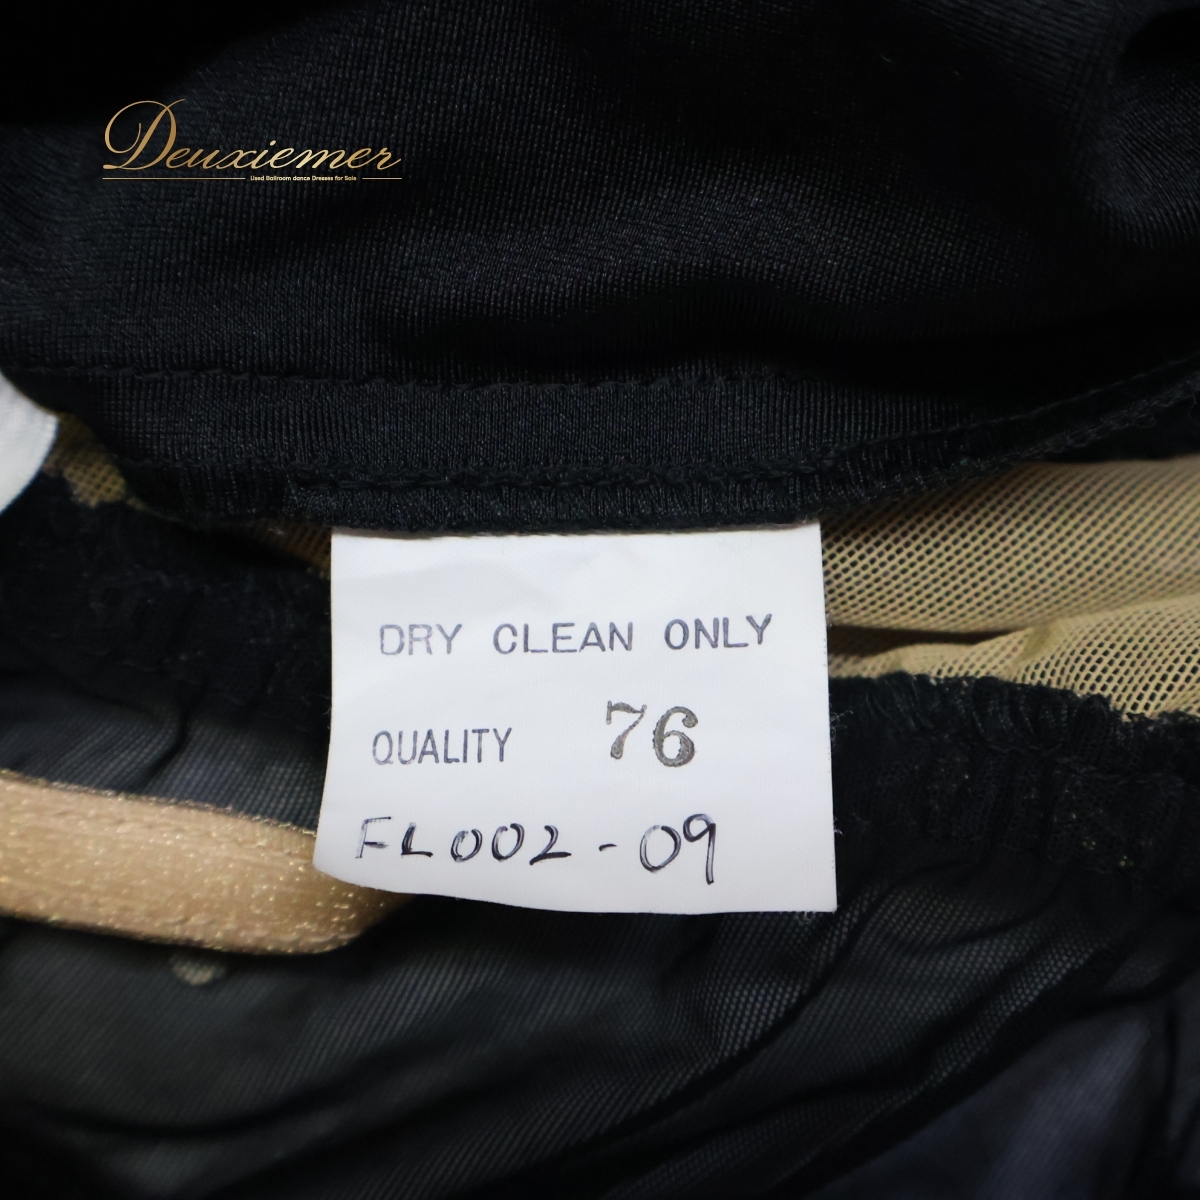 Deuxiemer
Used Ballroom dance Dresses for Sale
DRY CLEAN ONLY
QUALITY 76
FL002-09